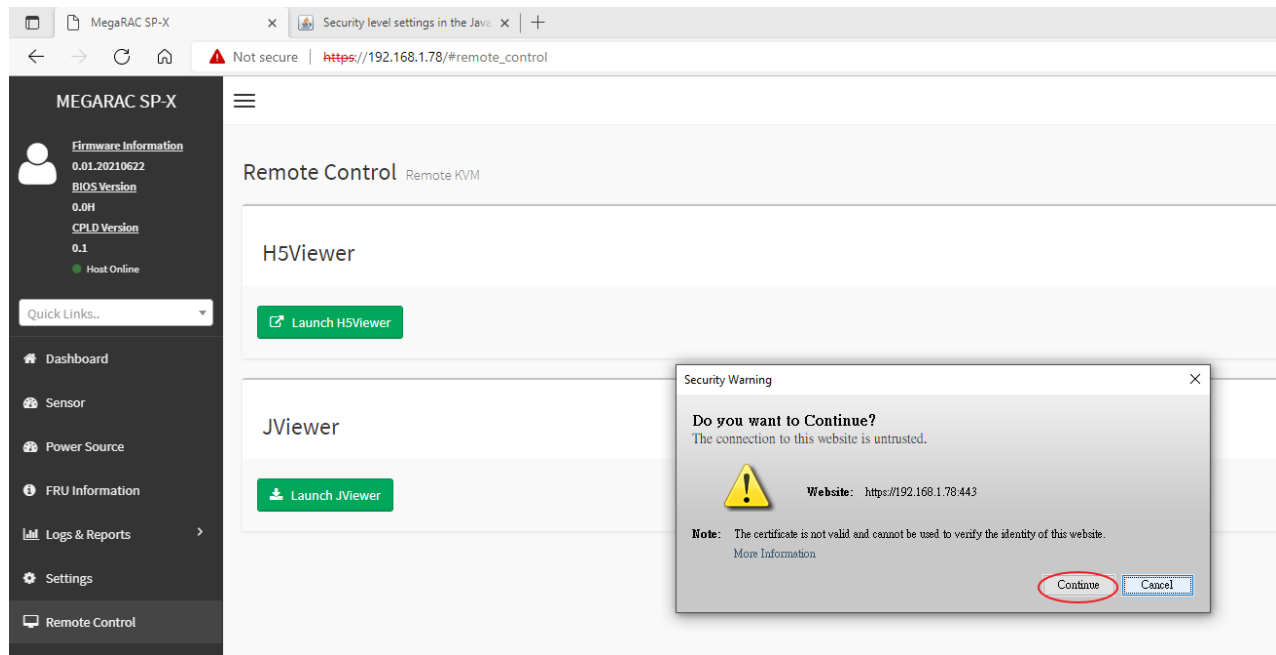 MegaRAC SP-X
Security level settings in the Java
Not secure | https://192.168.1.78/#remote_control
MEGARAC SP-X
Firmware Information
0.01.20210622
BIOS Version
0.0H
CPLD Version
0.1
Host Online
Quick Links..
Dashboard
Sensor
Power Source
FRU Information
Logs & Reports
Settings
Remote Control
Remote Control Remote KVM
H5Viewer
Launch H5Viewer
JViewer
Launch JViewer
Security Warning
Do you want to Continue?
The connection to this website is untrusted.
Website: https://192.168.1.78:443
Note: The certificate is not valid and cannot be used to verify the identity of this website.
More Information
Continue Cancel